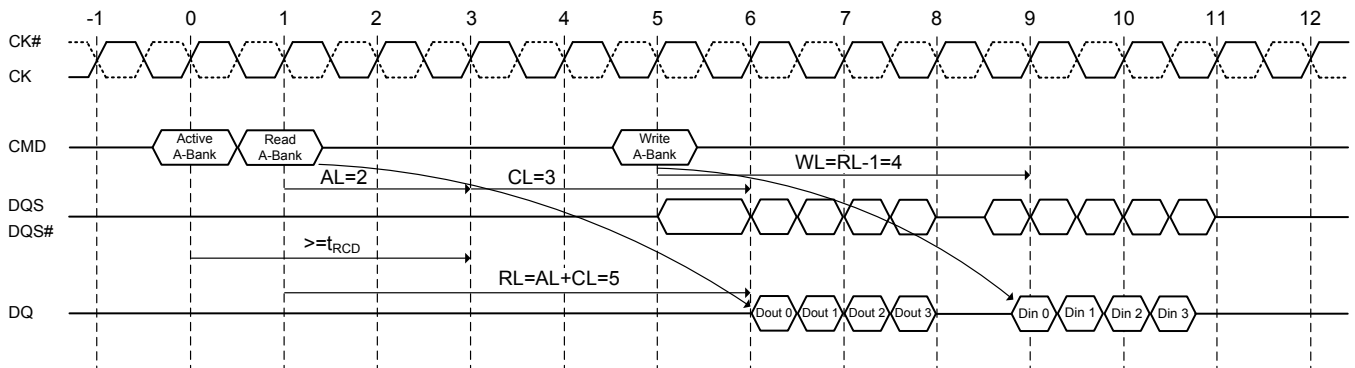 -1 0 1 2 3 4 5 6 7 8 9 10 11 12
CK#
CK
CMD
Active
A-Bank
Read
A-Bank
Write
A-Bank
WL=RL-1=4
AL=2
CL=3
DQS
DQS#
>=tRCD
RL=AL+CL=5
DQ
Dout 0 Dout 1 Dout 2 Dout 3
Din 0 Din 1 Din 2 Din 3